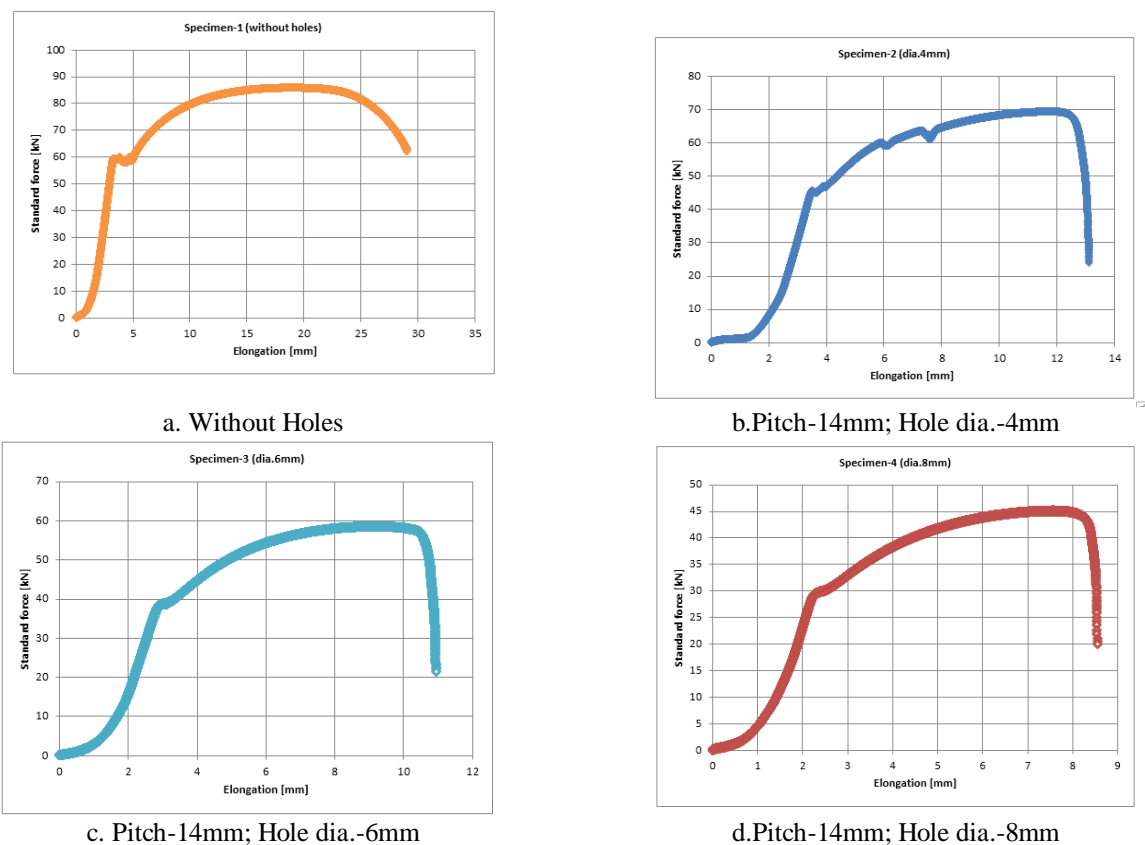 Specimen-1 (without holes)
Standard force [kN]
100
90
80
70
60
50
40
30
20
10
0
0 5 10 15 20 25 30 35
Elongation [mm]
a. Without Holes
Specimen-2 (dia.4mm)
Standard force [kN]
80
70
60
50
40
30
20
10
0
0 2 4 6 8 10 12 14
Elongation [mm]
b.Pitch-14mm; Hole dia.-4mm
Specimen-3 (dia.6mm)
Standard force [kN]
70
60
50
40
30
20
10
0
0 2 4 6 8 10 12
Elongation [mm]
c. Pitch-14mm; Hole dia.-6mm
Specimen-4 (dia.8mm)
Standard force [kN]
50
45
40
35
30
25
20
15
10
5
0
0 1 2 3 4 5 6 7 8 9
Elongation [mm]
d.Pitch-14mm; Hole dia.-8mm